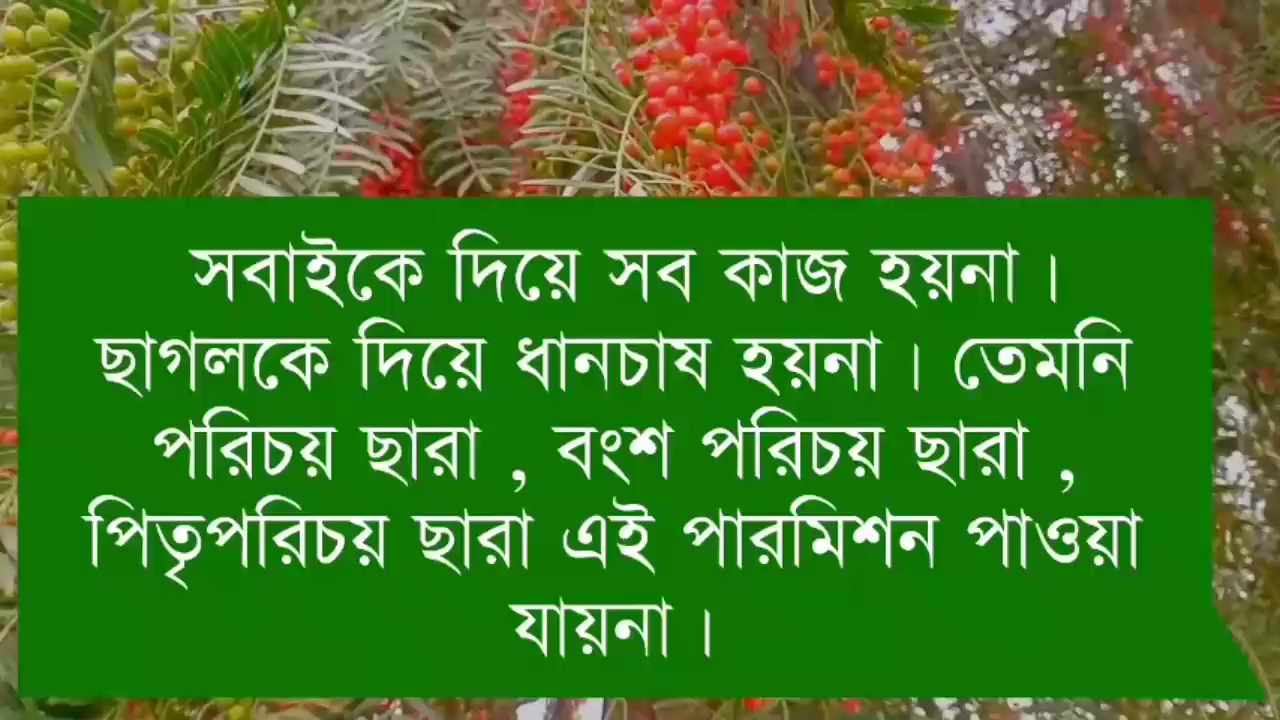 সবাইকে দিয়ে সব কাজ হয়না।
ছাগলকে দিয়ে ধানচাষ হয়না। তেমনি
পরিচয় ছারা , বংশ পরিচয় ছারা ,
পিতৃপরিচয় ছারা এই পারমিশন পাওয়া
যায়না।